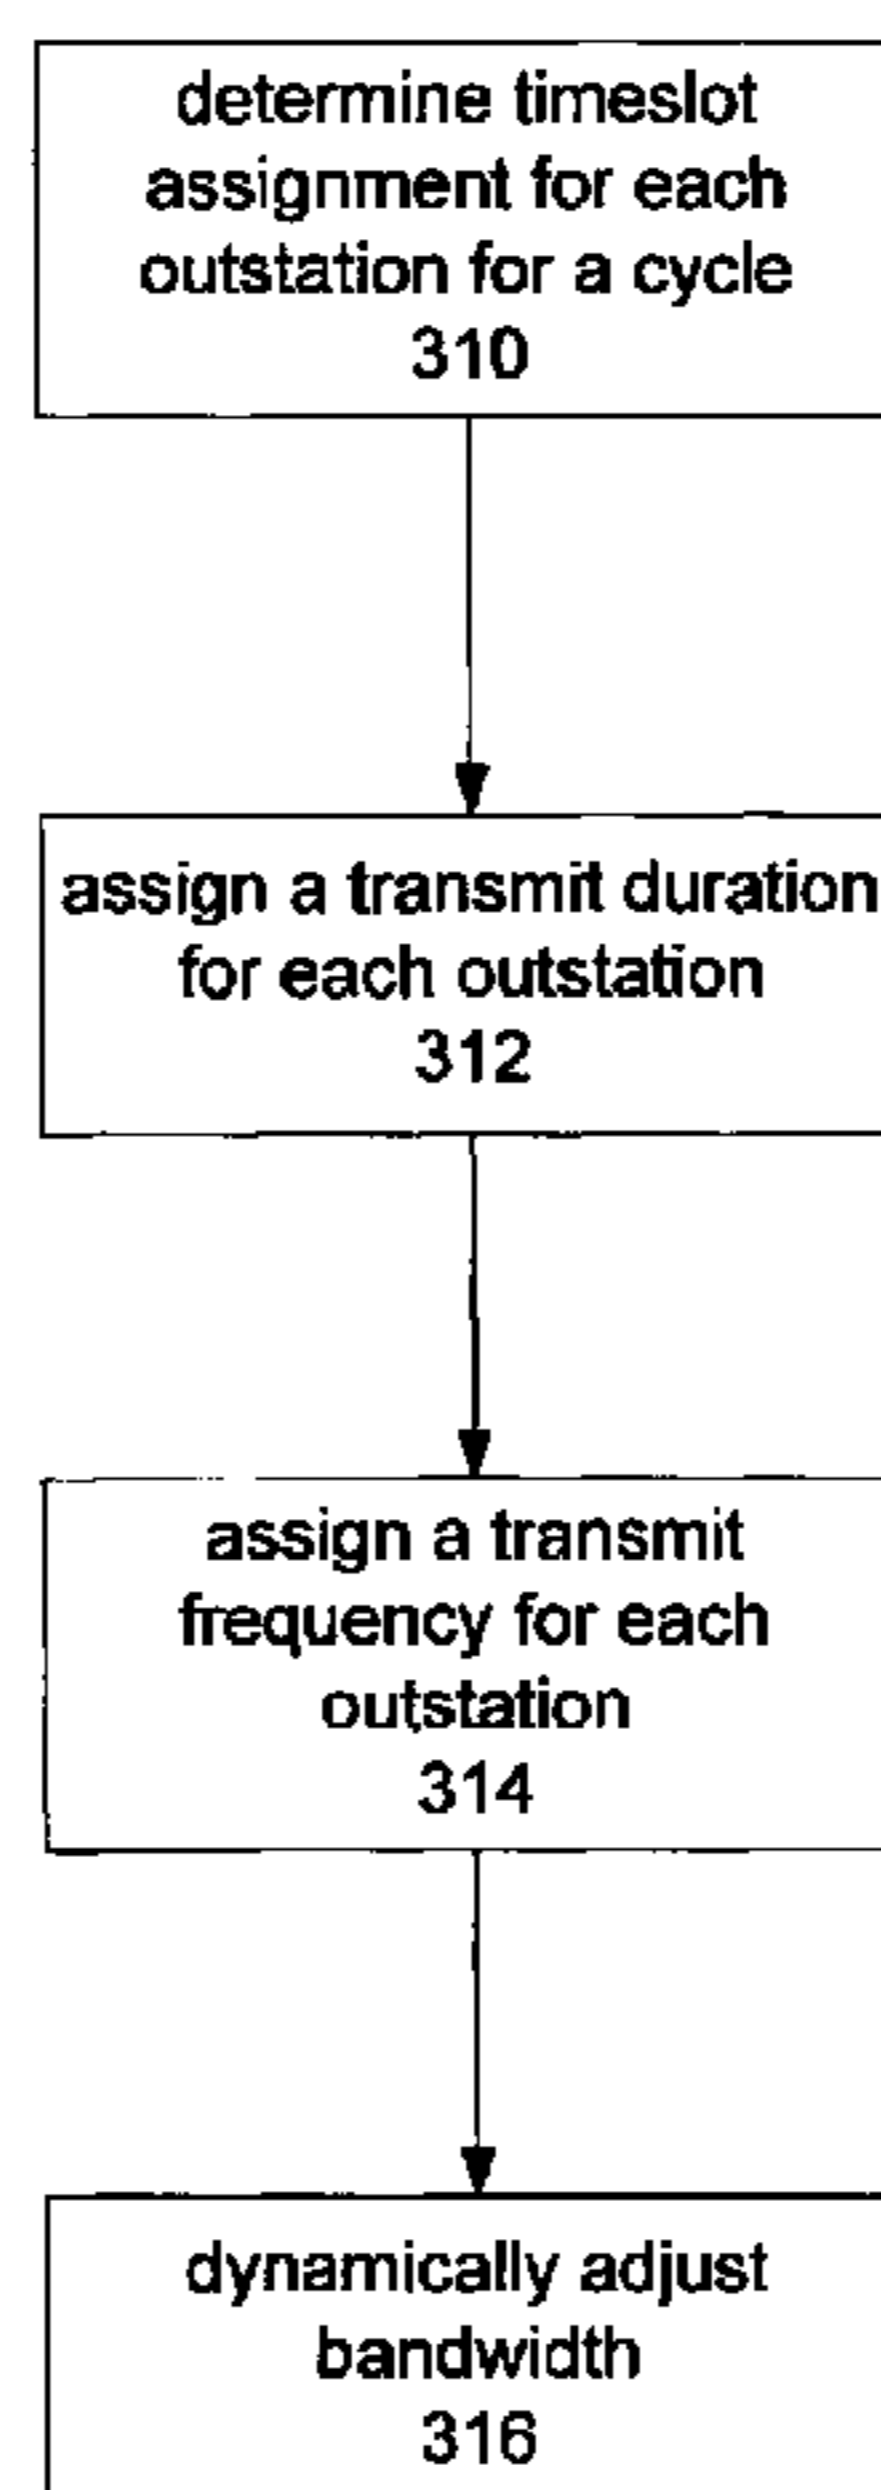 determine timeslot
assignment for each
outstation for a cycle
310
assign a transmit duration
for each outstation
312
assign a transmit
frequency for each
outstation
314
dynamically adjust
bandwidth
316